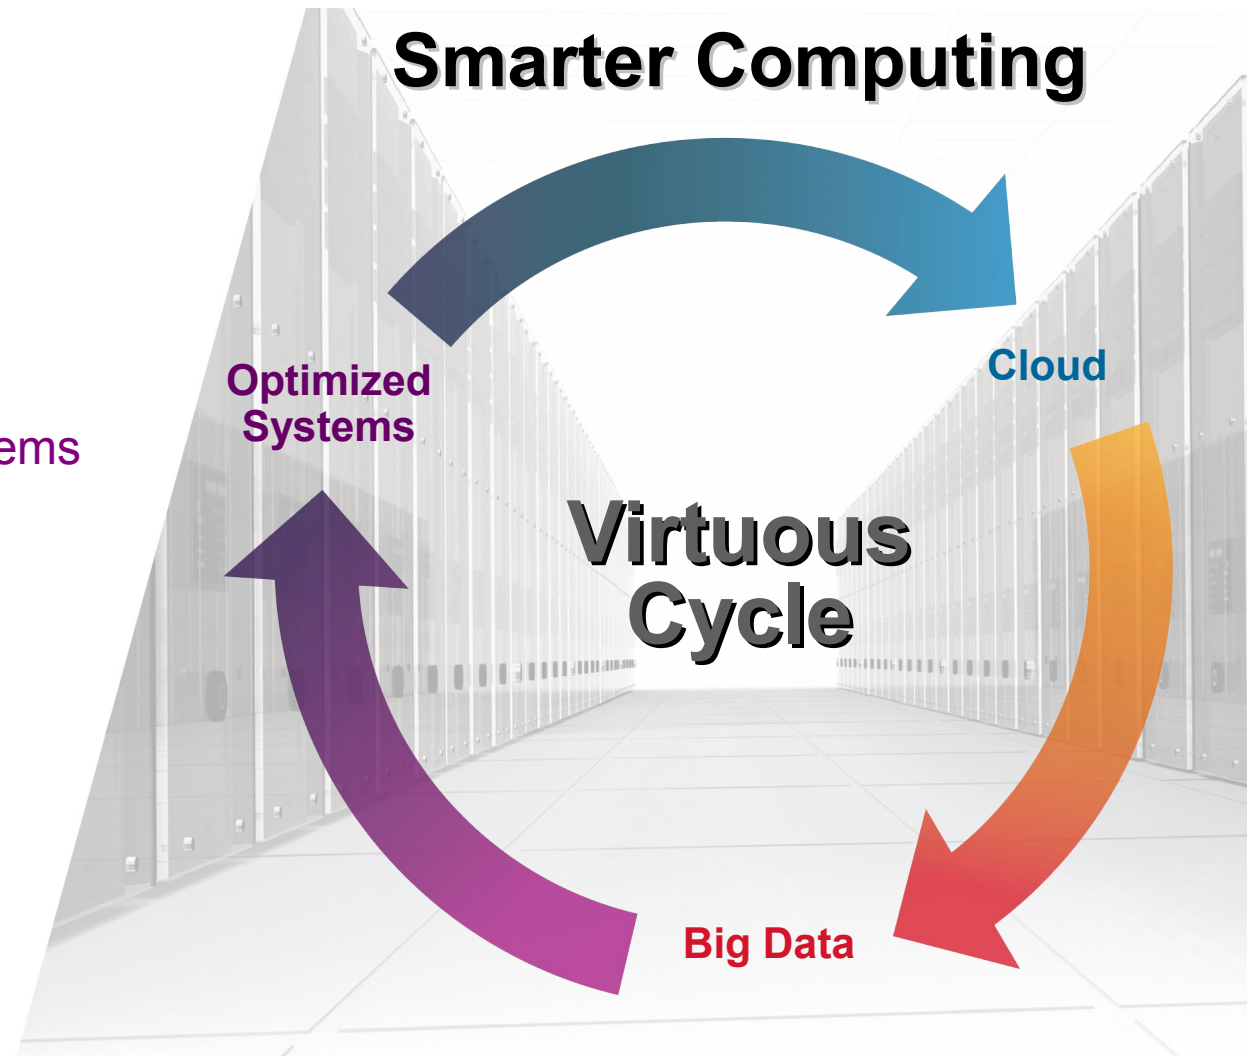 Smarter Computing
Cloud
Optimized
Systems
ems
Virtuous
Cycle
Big Data